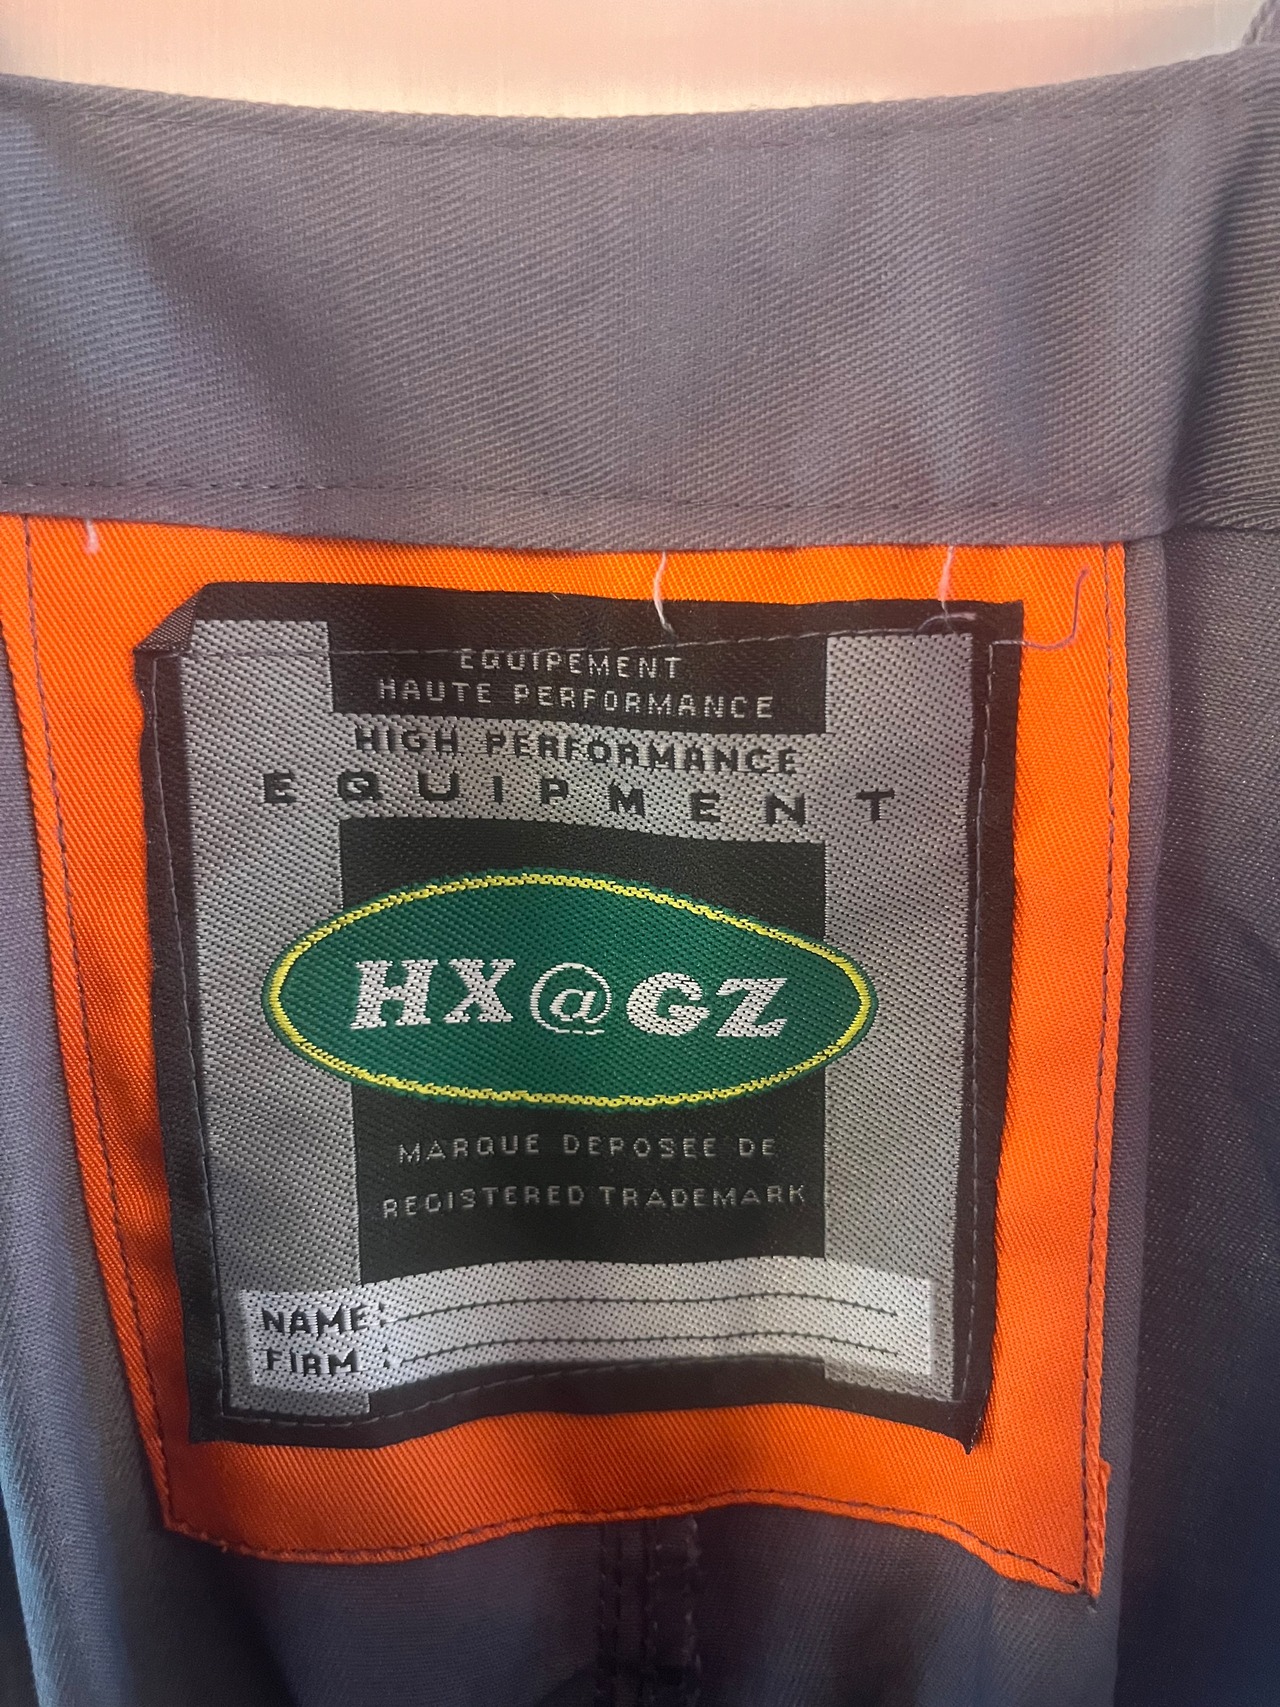 EQUIPEMENT
HAUTE PERFORMANCE
HIGH PERFORMANCE
EQUIPMENT
HX@GZ
MARQUE DEPOSEE DE
REGISTERED TRADEMARK
NAME:
FIRM :